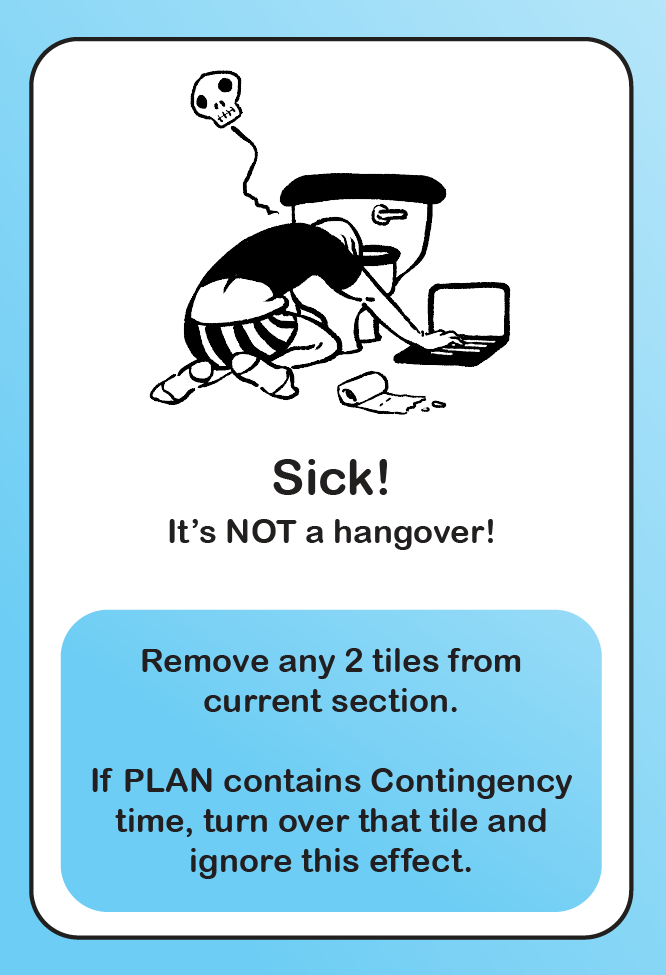 Sick!
It’s NOT a hangover!
Remove any 2 tiles from
current section.
If PLAN contains Contingency
time, turn over that tile and
ignore this effect.